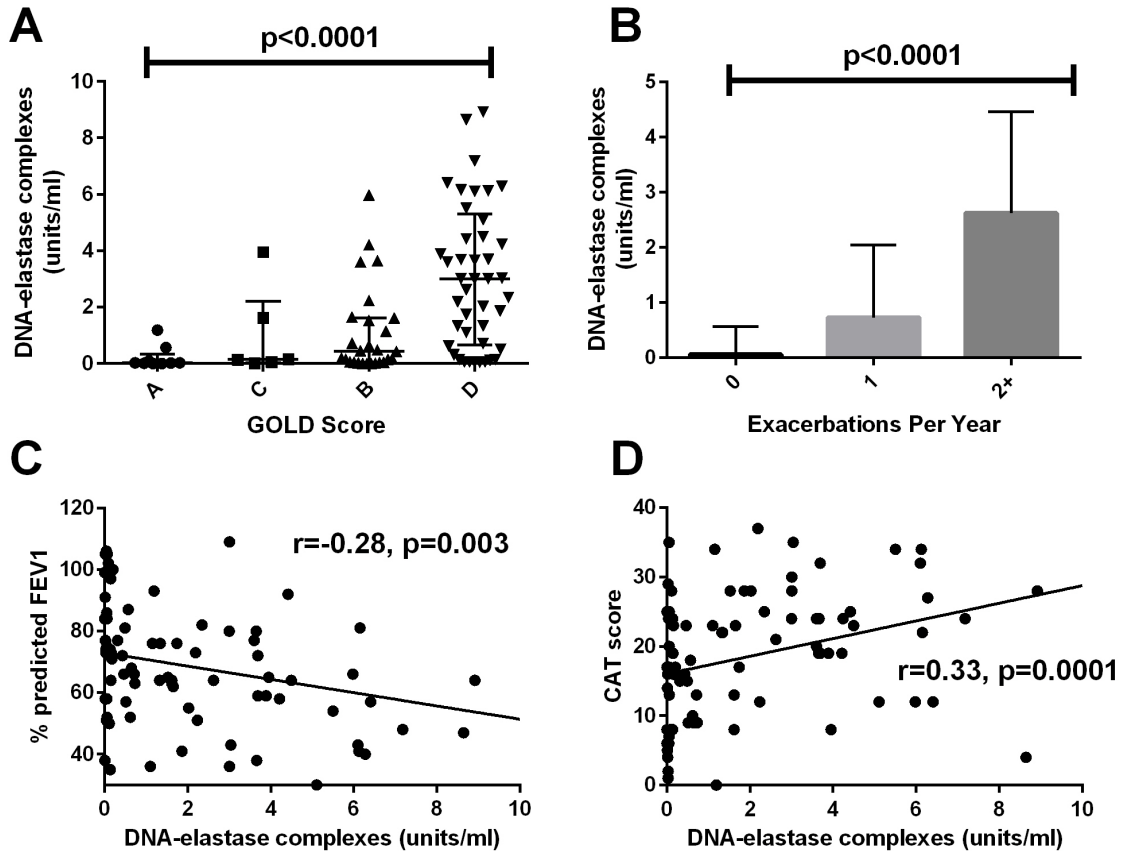 A
p<0.0001
DNA-elastase complexes
(units/ml)
10
8
6
4
2
0
A
C
B
D
GOLD Score
B
p<0.0001
DNA-elastase complexes
(units/ml)
5
4
3
2
1
0
0
1
2+
Exacerbations Per Year
C
r=-0.28, p=0.003
% predicted FEV1
120
100
80
60
40
0
2
4
6
8
10
DNA-elastase complexes (units/ml)
D
r=0.33, p=0.0001
CAT score
40
30
20
10
0
0
2
4
6
8
10
DNA-elastase complexes (units/ml)